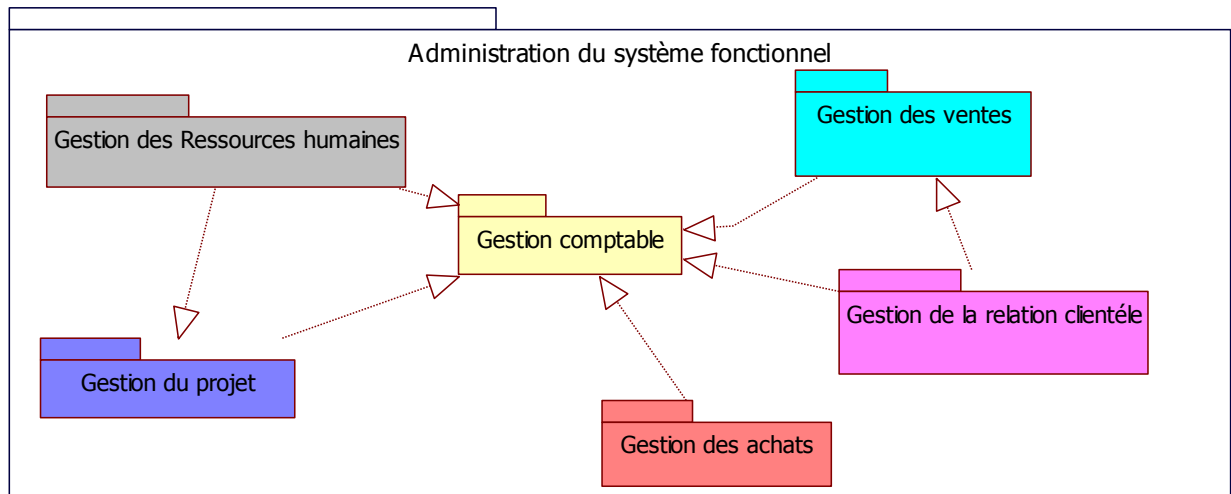 Administration du système fonctionnel
Gestion des Ressources humaines
Gestion des ventes
Gestion comptable
Gestion de la relation clientéle
Gestion du projet
Gestion des achats